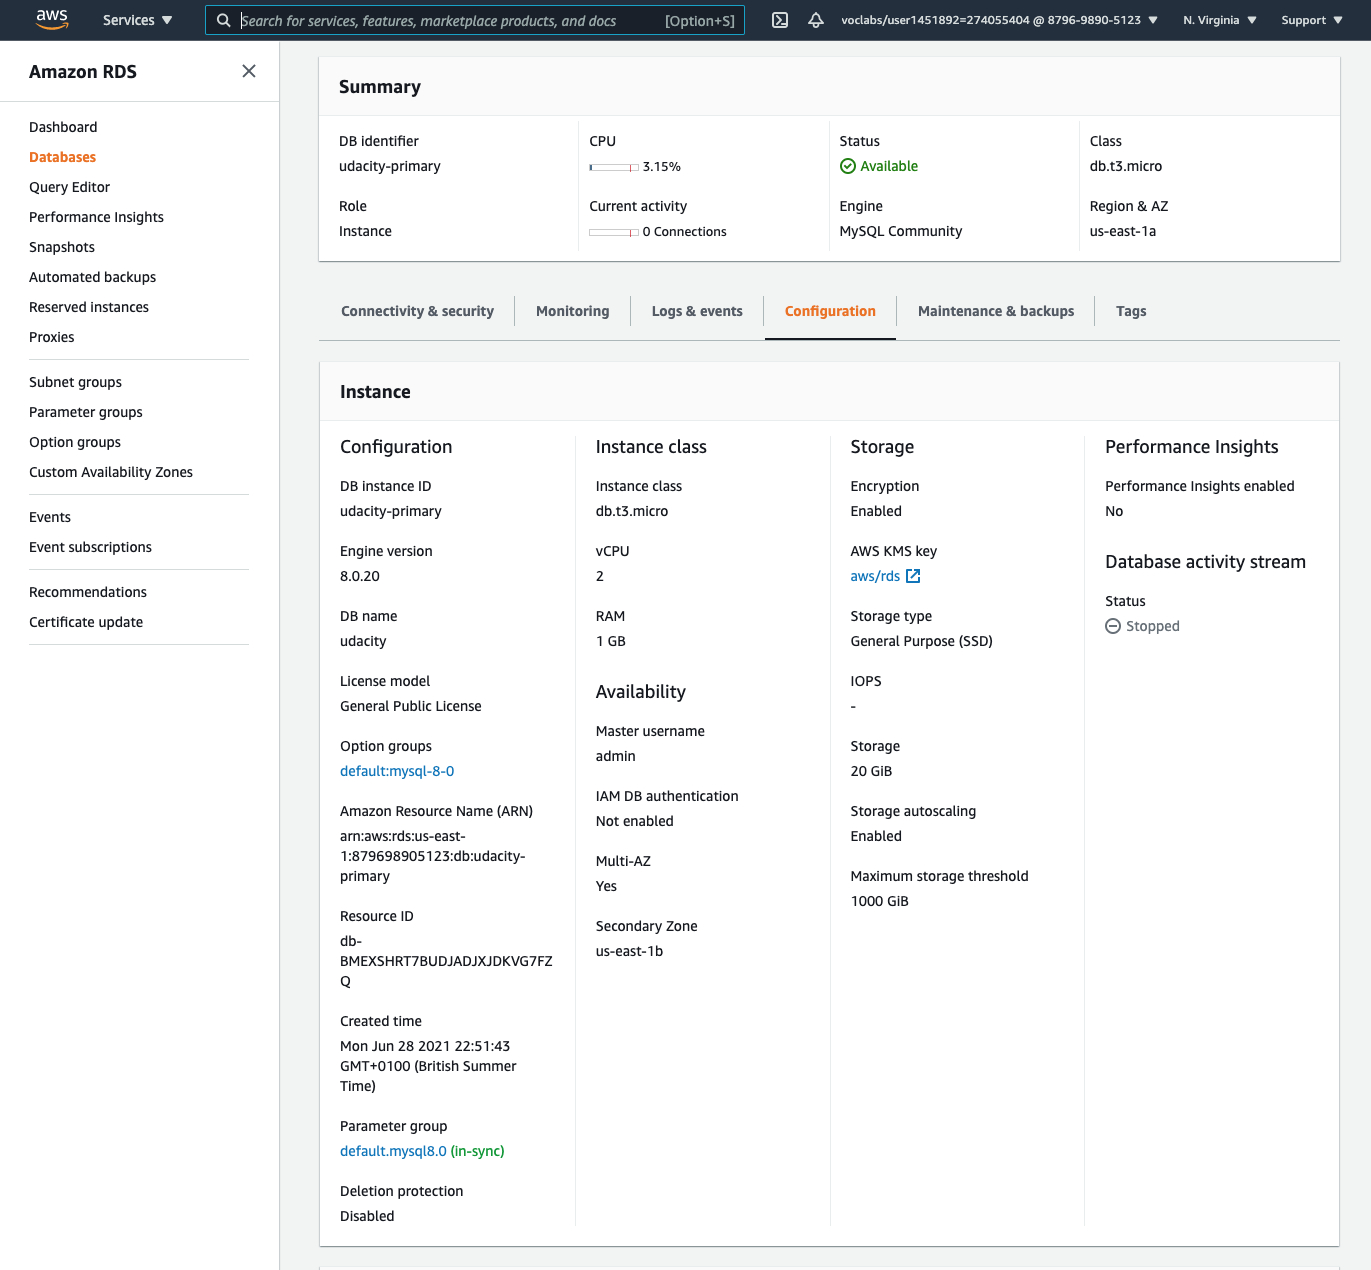 aws
Services
Search for services, features, marketplace products, and docs [Option+S]
voclabs/user1451892=274055404 @ 8796-9890-5123
N. Virginia
Support
Amazon RDS
Dashboard
Databases
Query Editor
Performance Insights
Snapshots
Automated backups
Reserved instances
Proxies
Subnet groups
Parameter groups
Option groups
Custom Availability Zones
Events
Event subscriptions
Recommendations
Certificate update
Summary
DB identifier
udacity-primary
Role
Instance
CPU
3.15%
Current activity
0 Connections
Status
Available
Engine
MySQL Community
Class
db.t3.micro
Region & AZ
us-east-1a
Connectivity & security
Monitoring
Logs & events
Configuration
Maintenance & backups
Tags
Instance
Configuration
DB instance ID
udacity-primary
Engine version
8.0.20
DB name
udacity
License model
General Public License
Option groups
default:mysql-8-0
Amazon Resource Name (ARN)
arn:aws:rds:us-east-
1:879698905123:db:udacity-
primary
Resource ID
db-
BMEXSHRT7BUDJADJXJDKVG7FZ
Q
Created time
Mon Jun 28 2021 22:51:43
GMT+0100 (British Summer
Time)
Parameter group
default.mysql8.0 (in-sync)
Deletion protection
Disabled
Instance class
Instance class
db.t3.micro
vCPU
2
RAM
1 GB
Availability
Master username
admin
IAM DB authentication
Not enabled
Multi-AZ
Yes
Secondary Zone
us-east-1b
Storage
Encryption
Enabled
AWS KMS key
aws/rds
Storage type
General Purpose (SSD)
IOPS
-
Storage
20 GiB
Storage autoscaling
Enabled
Maximum storage threshold
1000 GiB
Performance Insights
Performance Insights enabled
No
Database activity stream
Status
Stopped